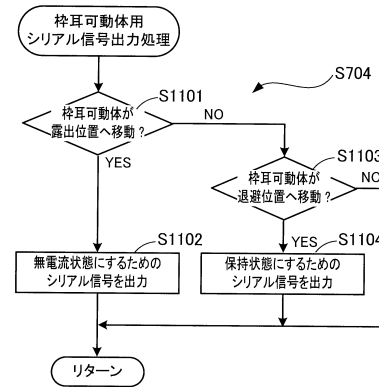 枠耳可動体用
シリアル信号出力処理
S704
S1101
枠耳可動体が
露出位置へ移動?
NO
YES
S1103
枠耳可動体が
退避位置へ移動?
NO
YES
S1102
無電流状態にするための
シリアル信号を出力
S1104
保持状態にするための
シリアル信号を出力
リターン